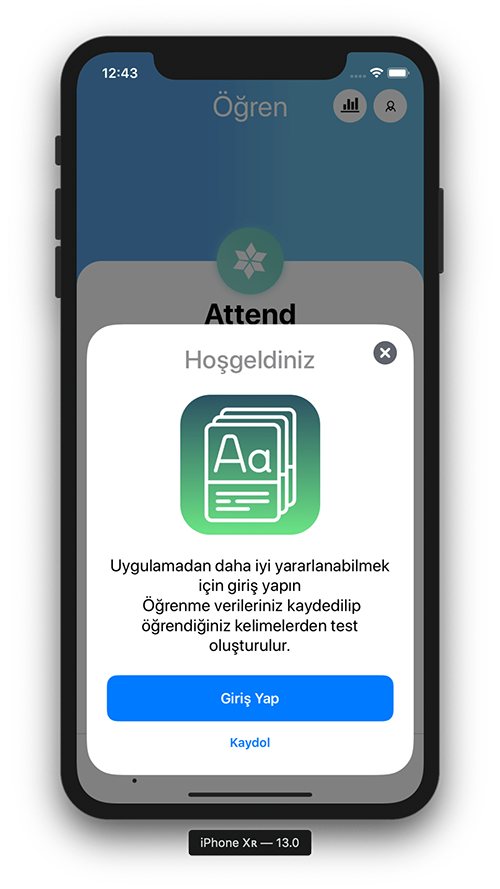 12:43
Öğren
Attend
Hoşgeldiniz
Aa
Uygulamadan daha iyi yararlanabilmek
için giriş yapın
Öğrenme verileriniz kaydedilip
öğrendiğiniz kelimelerden test
oluşturulur.
Giriş Yap
Kaydol
iPhone Xʀ — 13.0